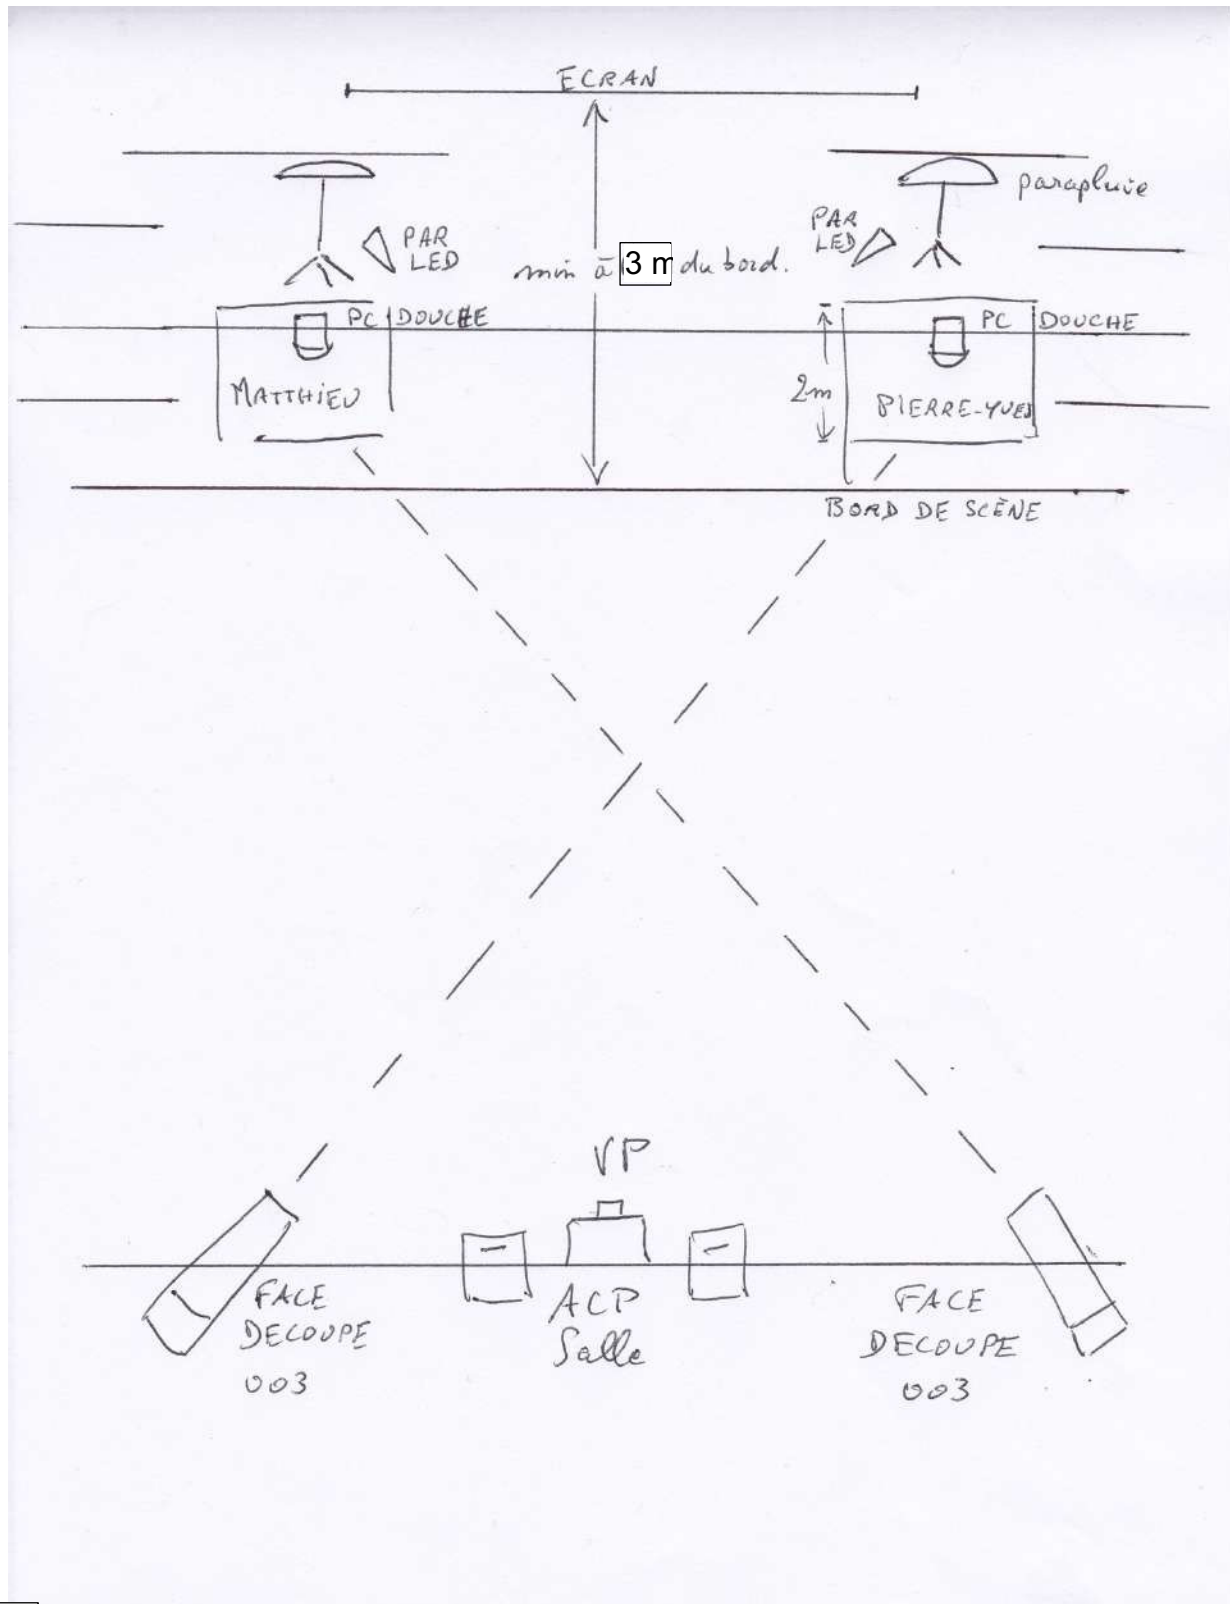 ECRAN
parapluie
PAR
LED
PAR
LED
min à 3 m du bord.
PC DOUCHE
PC DOUCHE
MATTHIEU
2m
PIERRE-YVES
BORD DE SCÈNE
VP
FACE
DECOUPE
003
ACP
Salle
FACE
DECOUPE
003